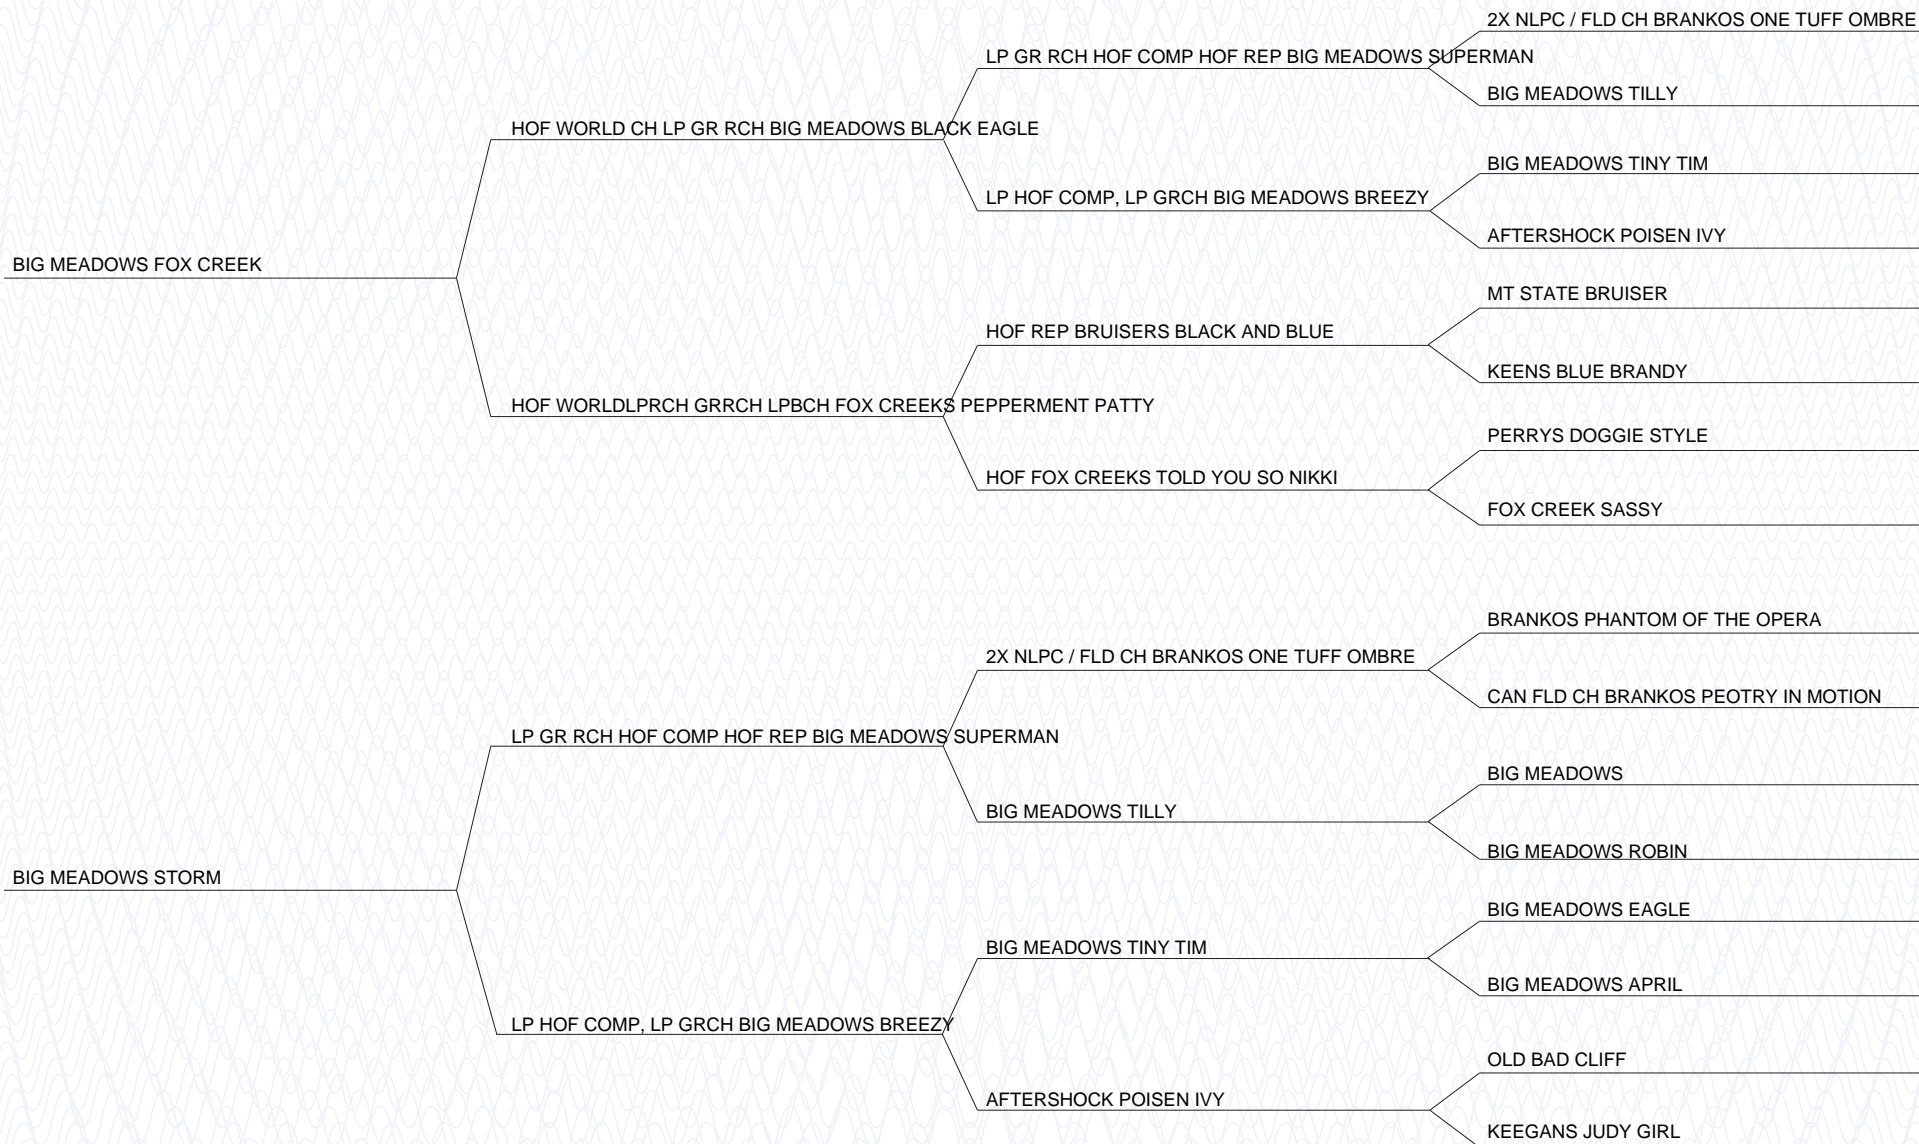 2X NLPC / FLD CH BRANKOS ONE TUFF OMBRE
LP GR RCH HOF COMP HOF REP BIG MEADOWS SUPERMAN
BIG MEADOWS TILLY
HOF WORLD CH LP GR RCH BIG MEADOWS BLACK EAGLE
BIG MEADOWS TINY TIM
LP HOF COMP, LP GRCH BIG MEADOWS BREEZY
AFTERSHOCK POISEN IVY
BIG MEADOWS FOX CREEK
MT STATE BRUISER
HOF REP BRUISERS BLACK AND BLUE
KEENS BLUE BRANDY
HOF WORLDLPRCH GRRCH LPBCH FOX CREEKS PEPPERMENT PATTY
PERRYS DOGGIE STYLE
HOF FOX CREEKS TOLD YOU SO NIKKI
FOX CREEK SASSY
BRANKOS PHANTOM OF THE OPERA
2X NLPC / FLD CH BRANKOS ONE TUFF OMBRE
CAN FLD CH BRANKOS PEOTRY IN MOTION
LP GR RCH HOF COMP HOF REP BIG MEADOWS SUPERMAN
BIG MEADOWS
BIG MEADOWS TILLY
BIG MEADOWS ROBIN
BIG MEADOWS STORM
BIG MEADOWS EAGLE
BIG MEADOWS TINY TIM
BIG MEADOWS APRIL
LP HOF COMP, LP GRCH BIG MEADOWS BREEZY
OLD BAD CLIFF
AFTERSHOCK POISEN IVY
KEEGANS JUDY GIRL